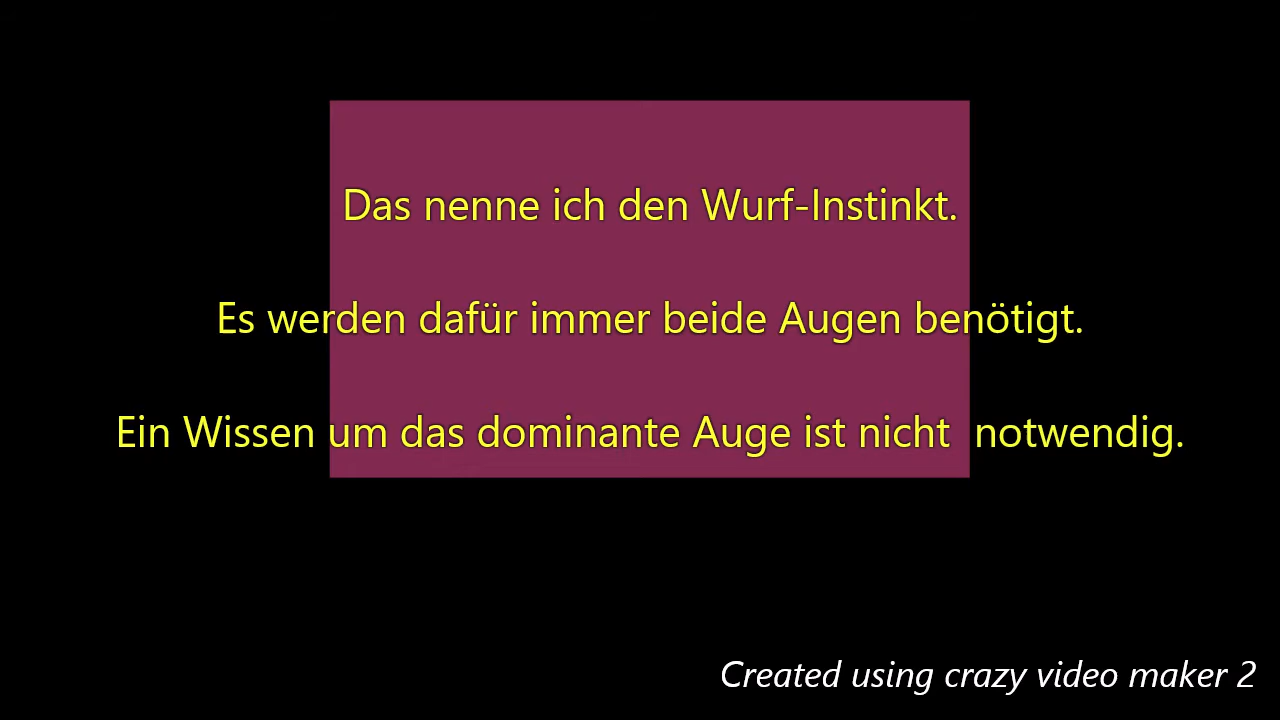 Das nenne ich den Wurf-Instinkt.
Es werden dafür immer beide Augen benötigt.
Ein Wissen um das dominante Auge ist nicht  notwendig.
Created using crazy video maker 2